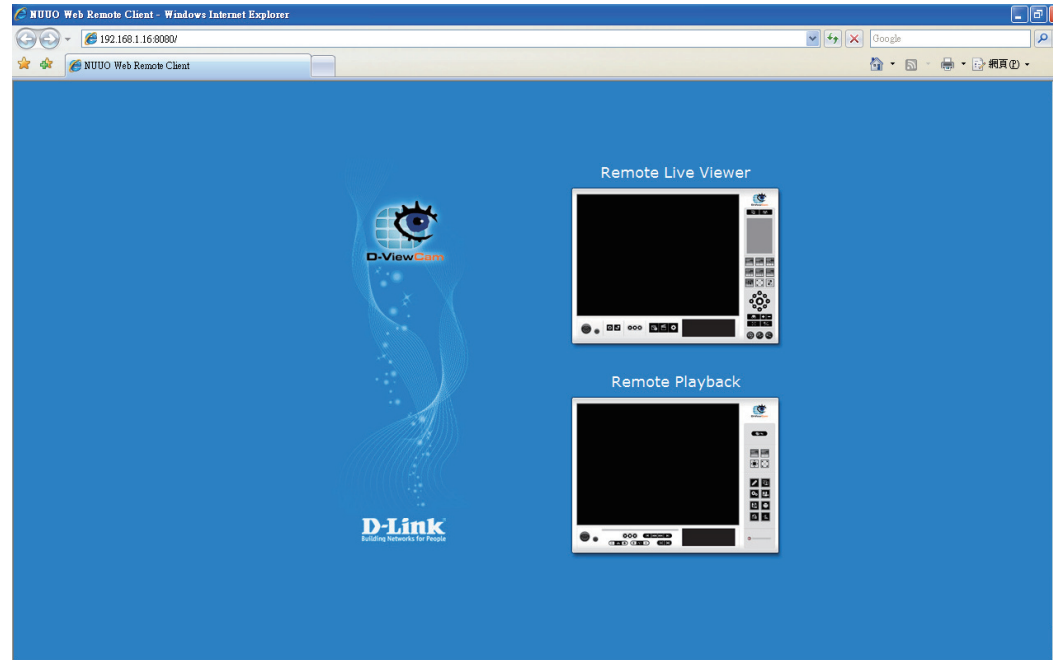 NUUO Web Remote Client - Windows Internet Explorer
http://192.168.1.16:8080/
Google
NUUO Web Remote Client
網頁(P)
Remote Live Viewer
D-ViewCam
Remote Playback
D-Link
Building Networks for People